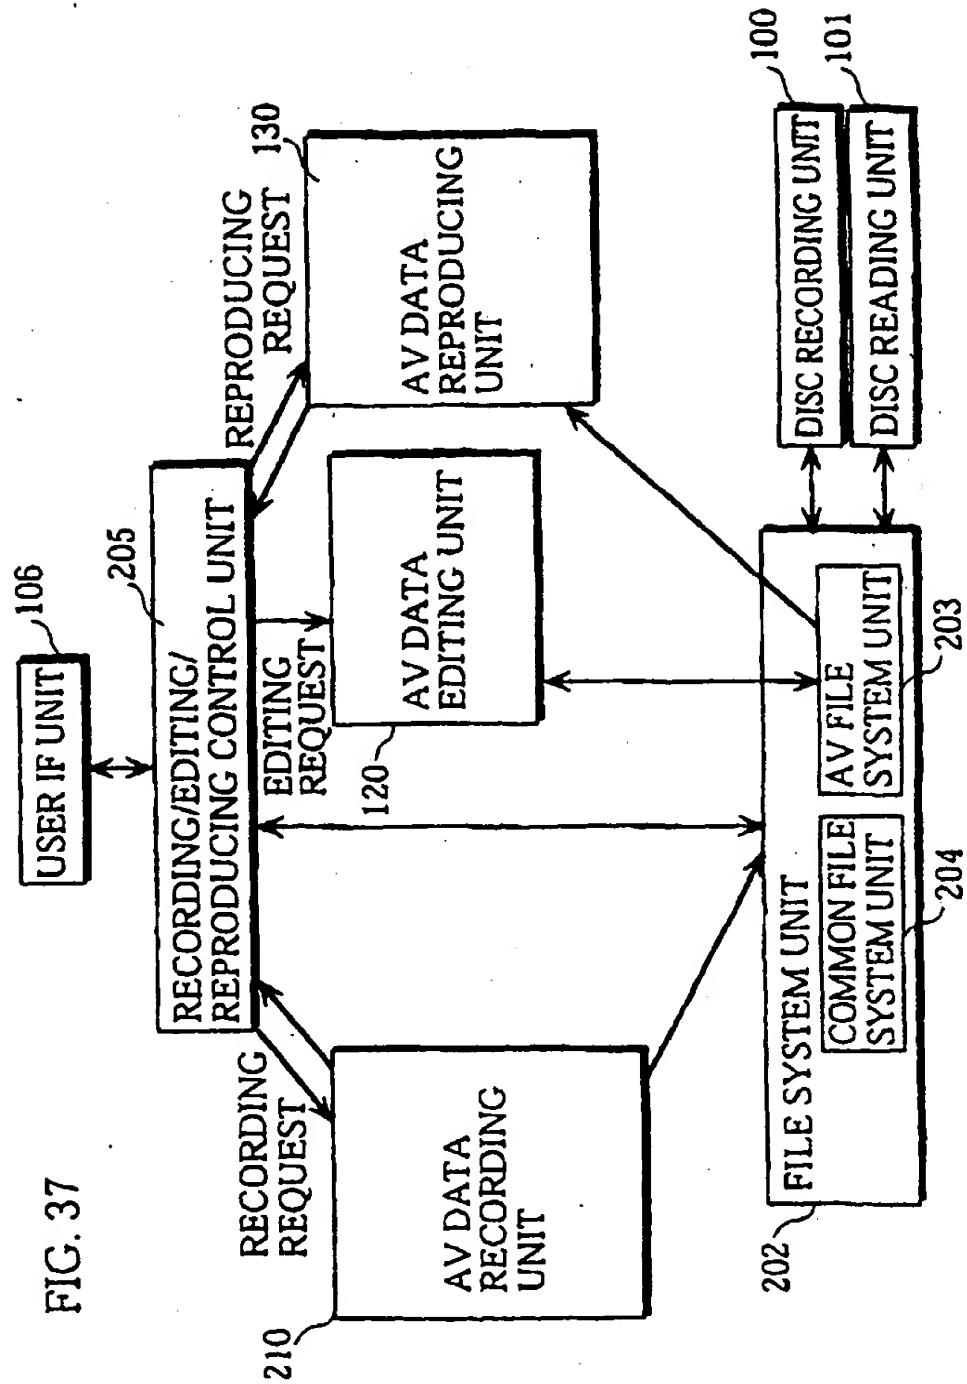 FIG. 37
USER IF UNIT
106
RECORDING/EDITING/
REPRODUCING CONTROL UNIT
205
RECORDING
REQUEST
EDITING
REQUEST
REPRODUCING
REQUEST
210
AV DATA
RECORDING
UNIT
120
AV DATA
EDITING UNIT
130
AV DATA
REPRODUCING
UNIT
202
FILE SYSTEM UNIT
COMMON FILE
SYSTEM UNIT
204
AV FILE
SYSTEM UNIT
203
DISC RECORDING UNIT
100
DISC READING UNIT
101